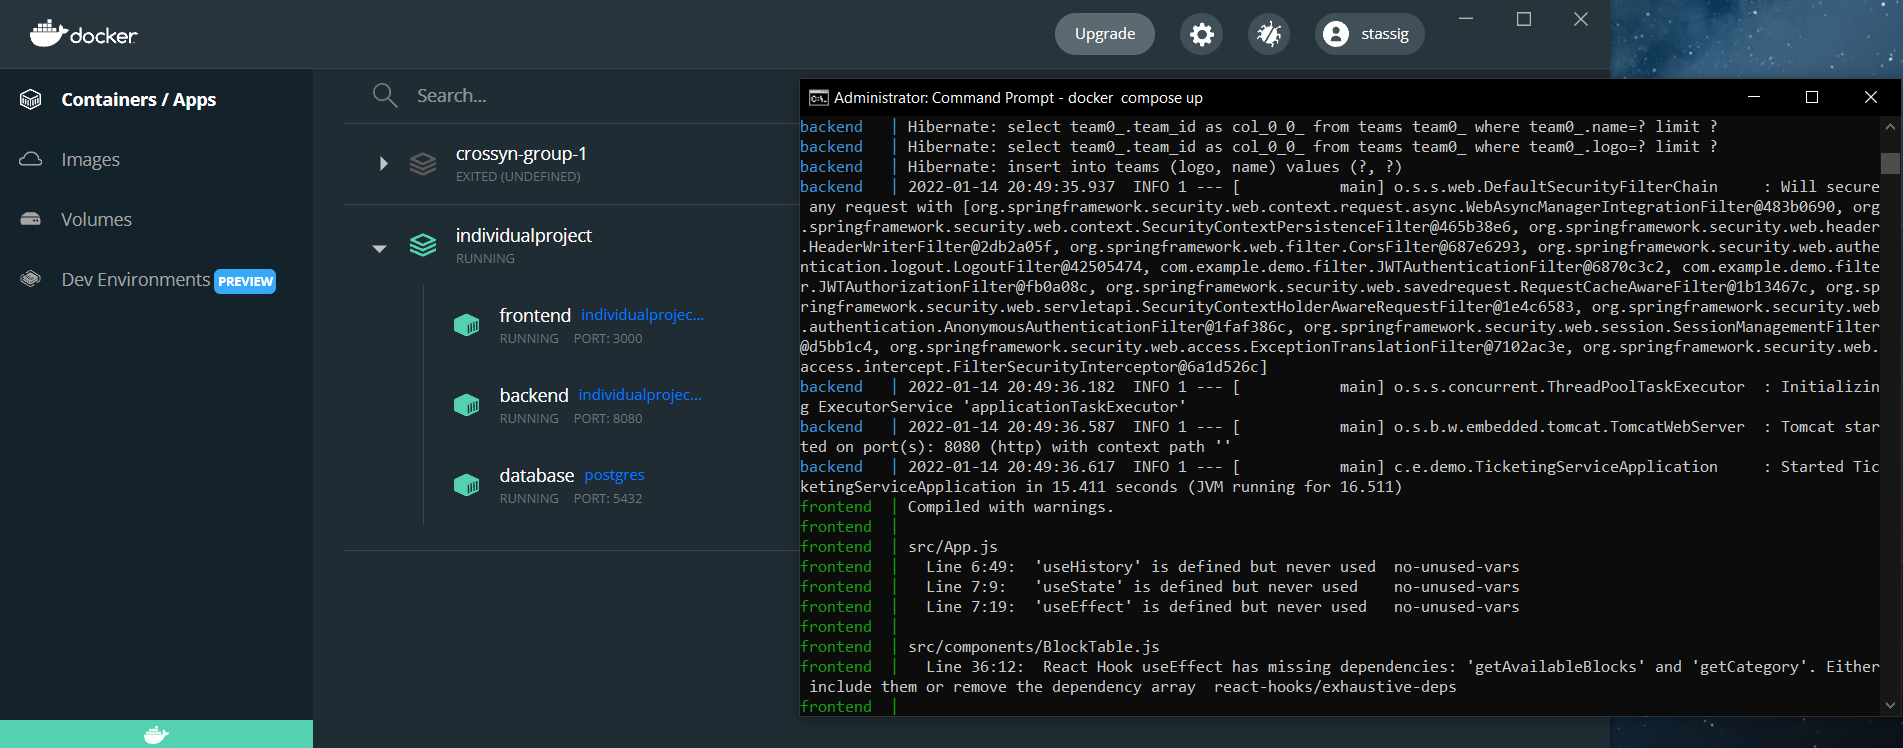 docker
Upgrade
stassig
Containers / Apps
Images
Volumes
Dev Environments PREVIEW
Search...
crossyn-group-1
EXITED (UNDEFINED)
individualproject
RUNNING
frontend individualprojec...
RUNNING PORT: 3000
backend individualprojec...
RUNNING PORT: 8080
database postgres
RUNNING PORT: 5432
Administrator: Command Prompt - docker  compose up
backend   | Hibernate: select team0_.team_id as col_0_0_ from teams team0_ where team0_.name=? limit ?
backend   | Hibernate: select team0_.team_id as col_0_0_ from teams team0_ where team0_.logo=? limit ?
backend   | Hibernate: insert into teams (logo, name) values (?, ?)
backend   | 2022-01-14 20:49:35.937  INFO 1 --- [           main] o.s.s.web.DefaultSecurityFilterChain     : Will secure
 any request with [org.springframework.security.web.context.request.async.WebAsyncManagerIntegrationFilter@483b0690, org
.springframework.security.web.context.SecurityContextPersistenceFilter@465b38e6, org.springframework.security.web.header
.HeaderWriterFilter@2db2a05f, org.springframework.web.filter.CorsFilter@687e6293, org.springframework.security.web.authe
ntication.logout.LogoutFilter@42505474, com.example.demo.filter.JWTAuthenticationFilter@6870c3c2, com.example.demo.filte
r.JWTAuthorizationFilter@fb0a08c, org.springframework.security.web.savedrequest.RequestCacheAwareFilter@1b13467c, org.sp
ringframework.security.web.servletapi.SecurityContextHolderAwareRequestFilter@1e4c6583, org.springframework.security.web
.authentication.AnonymousAuthenticationFilter@1faf386c, org.springframework.security.web.session.SessionManagementFilter
@d5bb1c4, org.springframework.security.web.access.ExceptionTranslationFilter@7102ac3e, org.springframework.security.web.
access.intercept.FilterSecurityInterceptor@6a1d526c]
backend   | 2022-01-14 20:49:36.182  INFO 1 --- [           main] o.s.s.concurrent.ThreadPoolTaskExecutor  : Initializin
g ExecutorService 'applicationTaskExecutor'
backend   | 2022-01-14 20:49:36.587  INFO 1 --- [           main] o.s.b.w.embedded.tomcat.TomcatWebServer  : Tomcat star
ted on port(s): 8080 (http) with context path ''
backend   | 2022-01-14 20:49:36.617  INFO 1 --- [           main] c.e.demo.TicketingServiceApplication     : Started Tic
ketingServiceApplication in 15.411 seconds (JVM running for 16.511)
frontend  | Compiled with warnings.
frontend  |
frontend  | src/App.js
frontend  |   Line 6:49:  'useHistory' is defined but never used  no-unused-vars
frontend  |   Line 7:9:   'useState' is defined but never used    no-unused-vars
frontend  |   Line 7:19:  'useEffect' is defined but never used   no-unused-vars
frontend  |
frontend  | src/components/BlockTable.js
frontend  |   Line 36:12:  React Hook useEffect has missing dependencies: 'getAvailableBlocks' and 'getCategory'. Either
 include them or remove the dependency array  react-hooks/exhaustive-deps
frontend  |